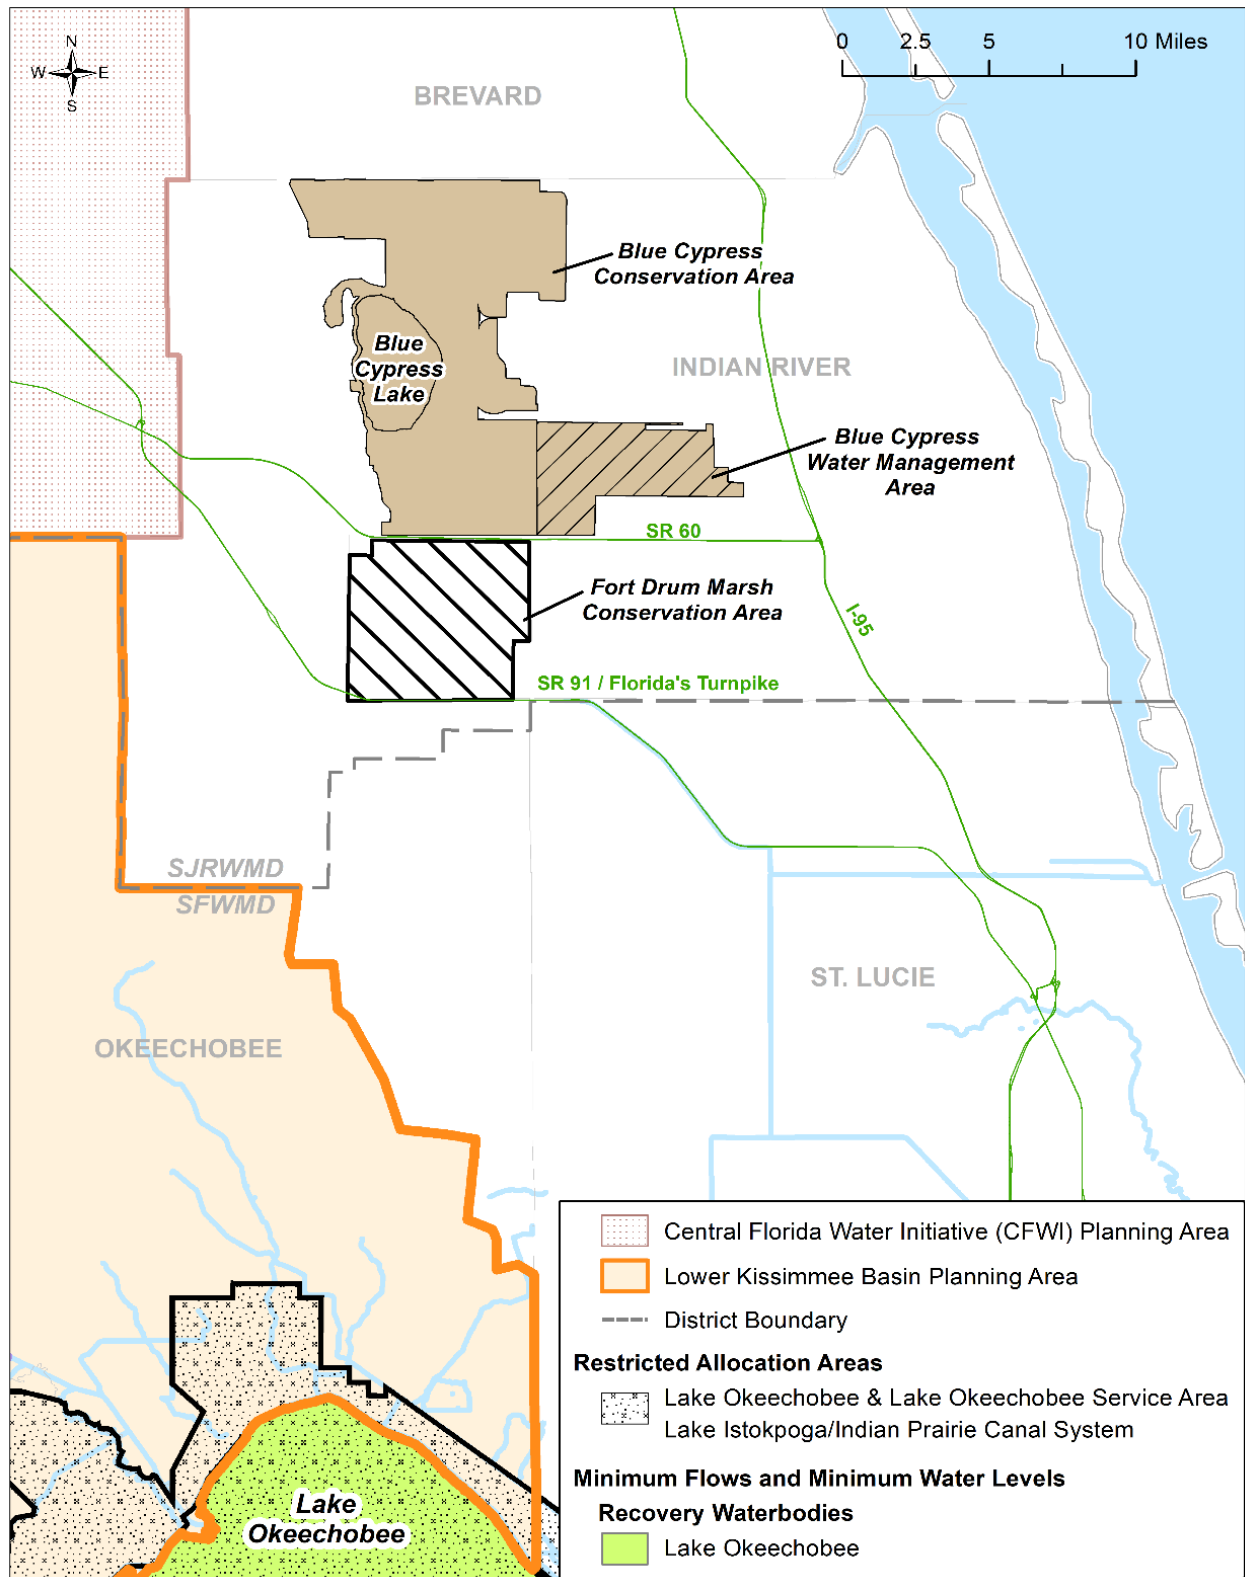 N
W E
S
0 2.5 5 10 Miles
BREVARD
Blue Cypress
Conservation Area
Blue
Cypress
Lake
INDIAN RIVER
Blue Cypress
Water Management
Area
SR 60
Fort Drum Marsh
Conservation Area
I-95
SR 91 / Florida's Turnpike
SJRWMD
SFWMD
ST. LUCIE
OKEECHOBEE
Central Florida Water Initiative (CFWI) Planning Area
Lower Kissimmee Basin Planning Area
District Boundary
Restricted Allocation Areas
Lake Okeechobee & Lake Okeechobee Service Area
Lake Istokpoga/Indian Prairie Canal System
Minimum Flows and Minimum Water Levels
Recovery Waterbodies
Lake Okeechobee
Lake
Okeechobee